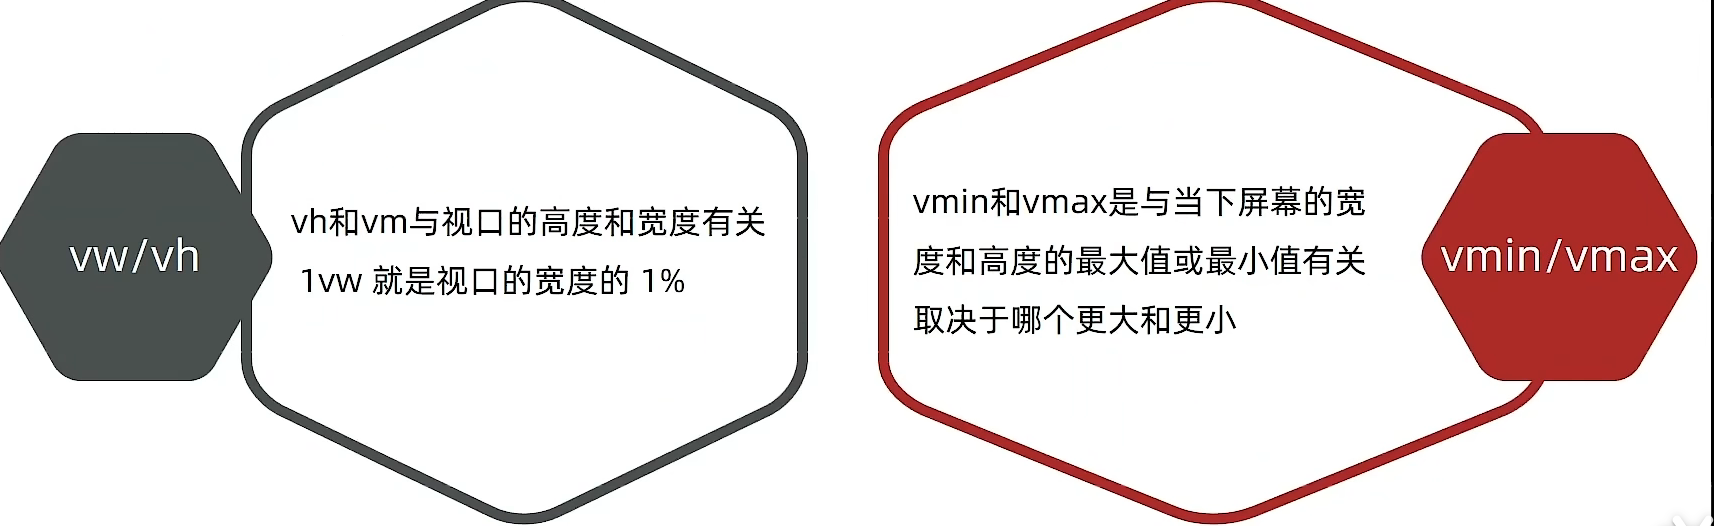 vw/vh
vh和vm与视口的高度和宽度有关
1vw 就是视口的宽度的 1%
vmin和vmax是与当下屏幕的宽
度和高度的最大值或最小值有关
取决于哪个更大和更小
vmin/vmax